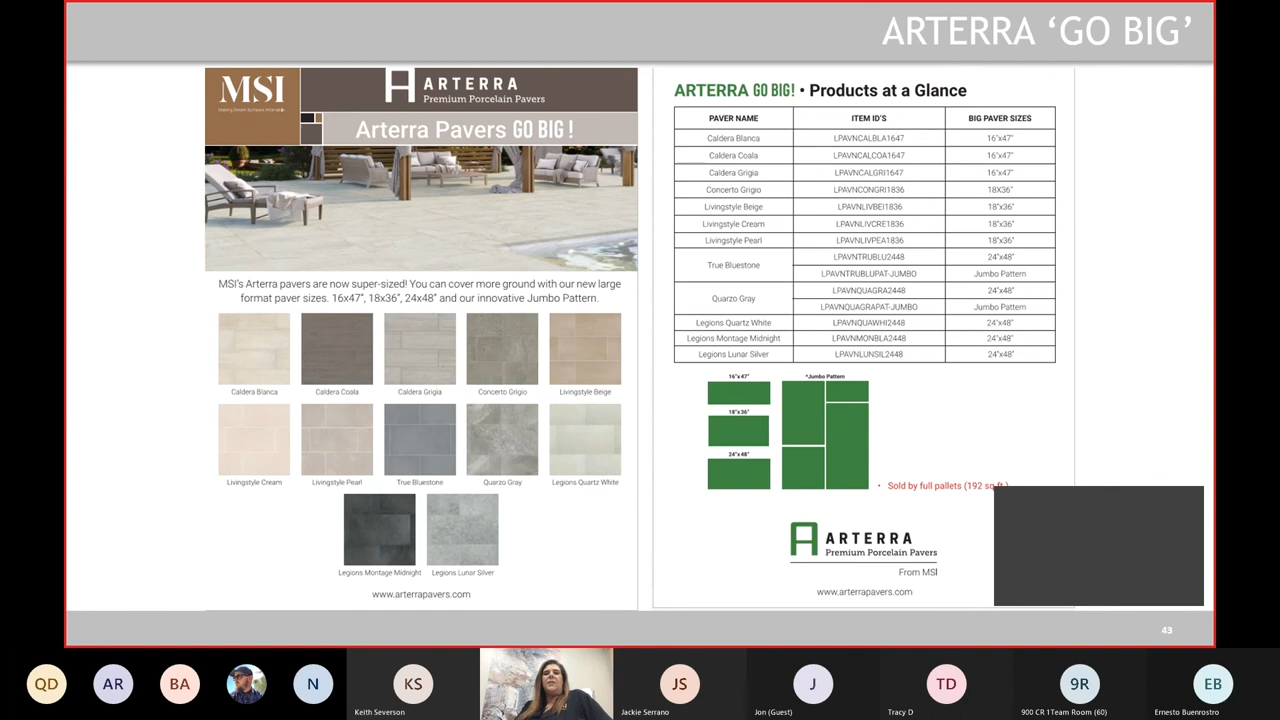 ARTERRA ‘GO BIG’
MSI
ARTERRA
Premium Porcelain Pavers
Arterra Pavers GO BIG !
MSI's Arterra pavers are now super-sized! You can cover more ground with our new large
format paver sizes. 16x47", 18x36", 24x48" and our innovative Jumbo Pattern.
Caldera Blanca Caldera Coala Caldera Grigia Concerto Grigio Livingstyle Beige
Livingstyle Cream Livingstyle Pearl True Bluestone Quarzo Gray Legions Quartz White
Legions Montage Midnight Legions Lunar Silver
www.arterrapavers.com
ARTERRA GO BIG! • Products at a Glance
PAVER NAME ITEM ID'S BIG PAVER SIZES
Caldera Blanca LPAVNCALBLA1647 16"x47"
Caldera Coala LPAVNCALCOA1647 16"x47"
Caldera Grigia LPAVNCALGRI1647 16"x47"
Concerto Grigio LPAVNCONGRI1836 18X36"
Livingstyle Beige LPAVNLIVBEI1836 18"x36"
Livingstyle Cream LPAVNLIVCRE1836 18"x36"
Livingstyle Pearl LPAVNLIVPEA1836 18"x36"
True Bluestone LPAVNTRUBLU2448 24"x48"
LPAVNTRUBLUPAT-JUMBO Jumbo Pattern
Quarzo Gray LPAVNQUAGRA2448 24"x48"
LPAVNQUAGRAPAT-JUMBO Jumbo Pattern
Legions Quartz White LPAVNQUAWHI2448 24"x48"
Legions Montage Midnight LPAVNMONBLA2448 24"x48"
Legions Lunar Silver LPAVNLUNSIL2448 24"x48"
16"x47" *Jumbo Pattern
18"x36"
24"x48"
• Sold by full pallets (192 sq ft.)
ARTERRA
Premium Porcelain Pavers
From MSI
www.arterrapavers.com
43
QD AR BA N KS JS J TD 9R EB
Keith Severson Jackie Serrano Jon (Guest) Tracy D 900 CR 1Team Room (60) Ernesto Buenrostro